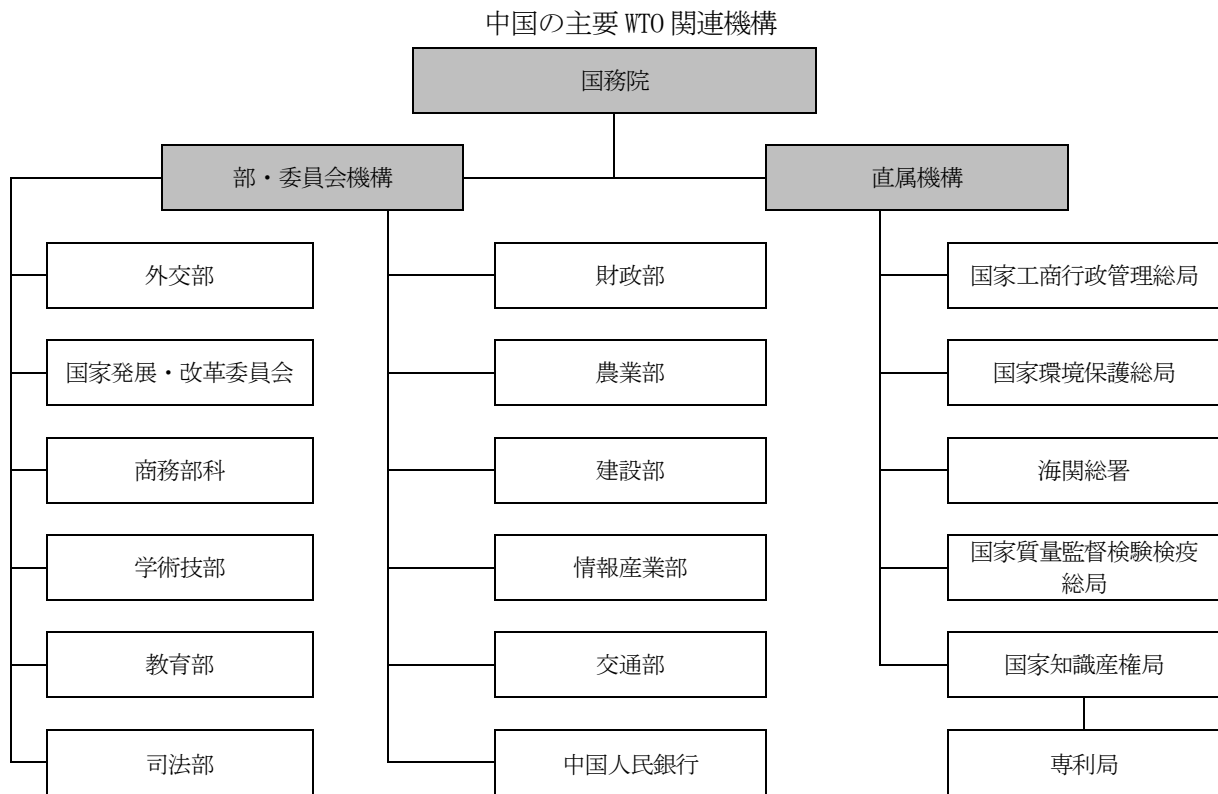 中国の主要 WTO 関連機構
国務院
部・委員会機構
直属機構
外交部
財政部
国家工商行政管理総局
国家発展・改革委員会
農業部
国家環境保護総局
商務部科
建設部
海関総署
学術技部
情報産業部
国家質量監督検験検疫
総局
教育部
交通部
国家知識産権局
司法部
中国人民銀行
専利局